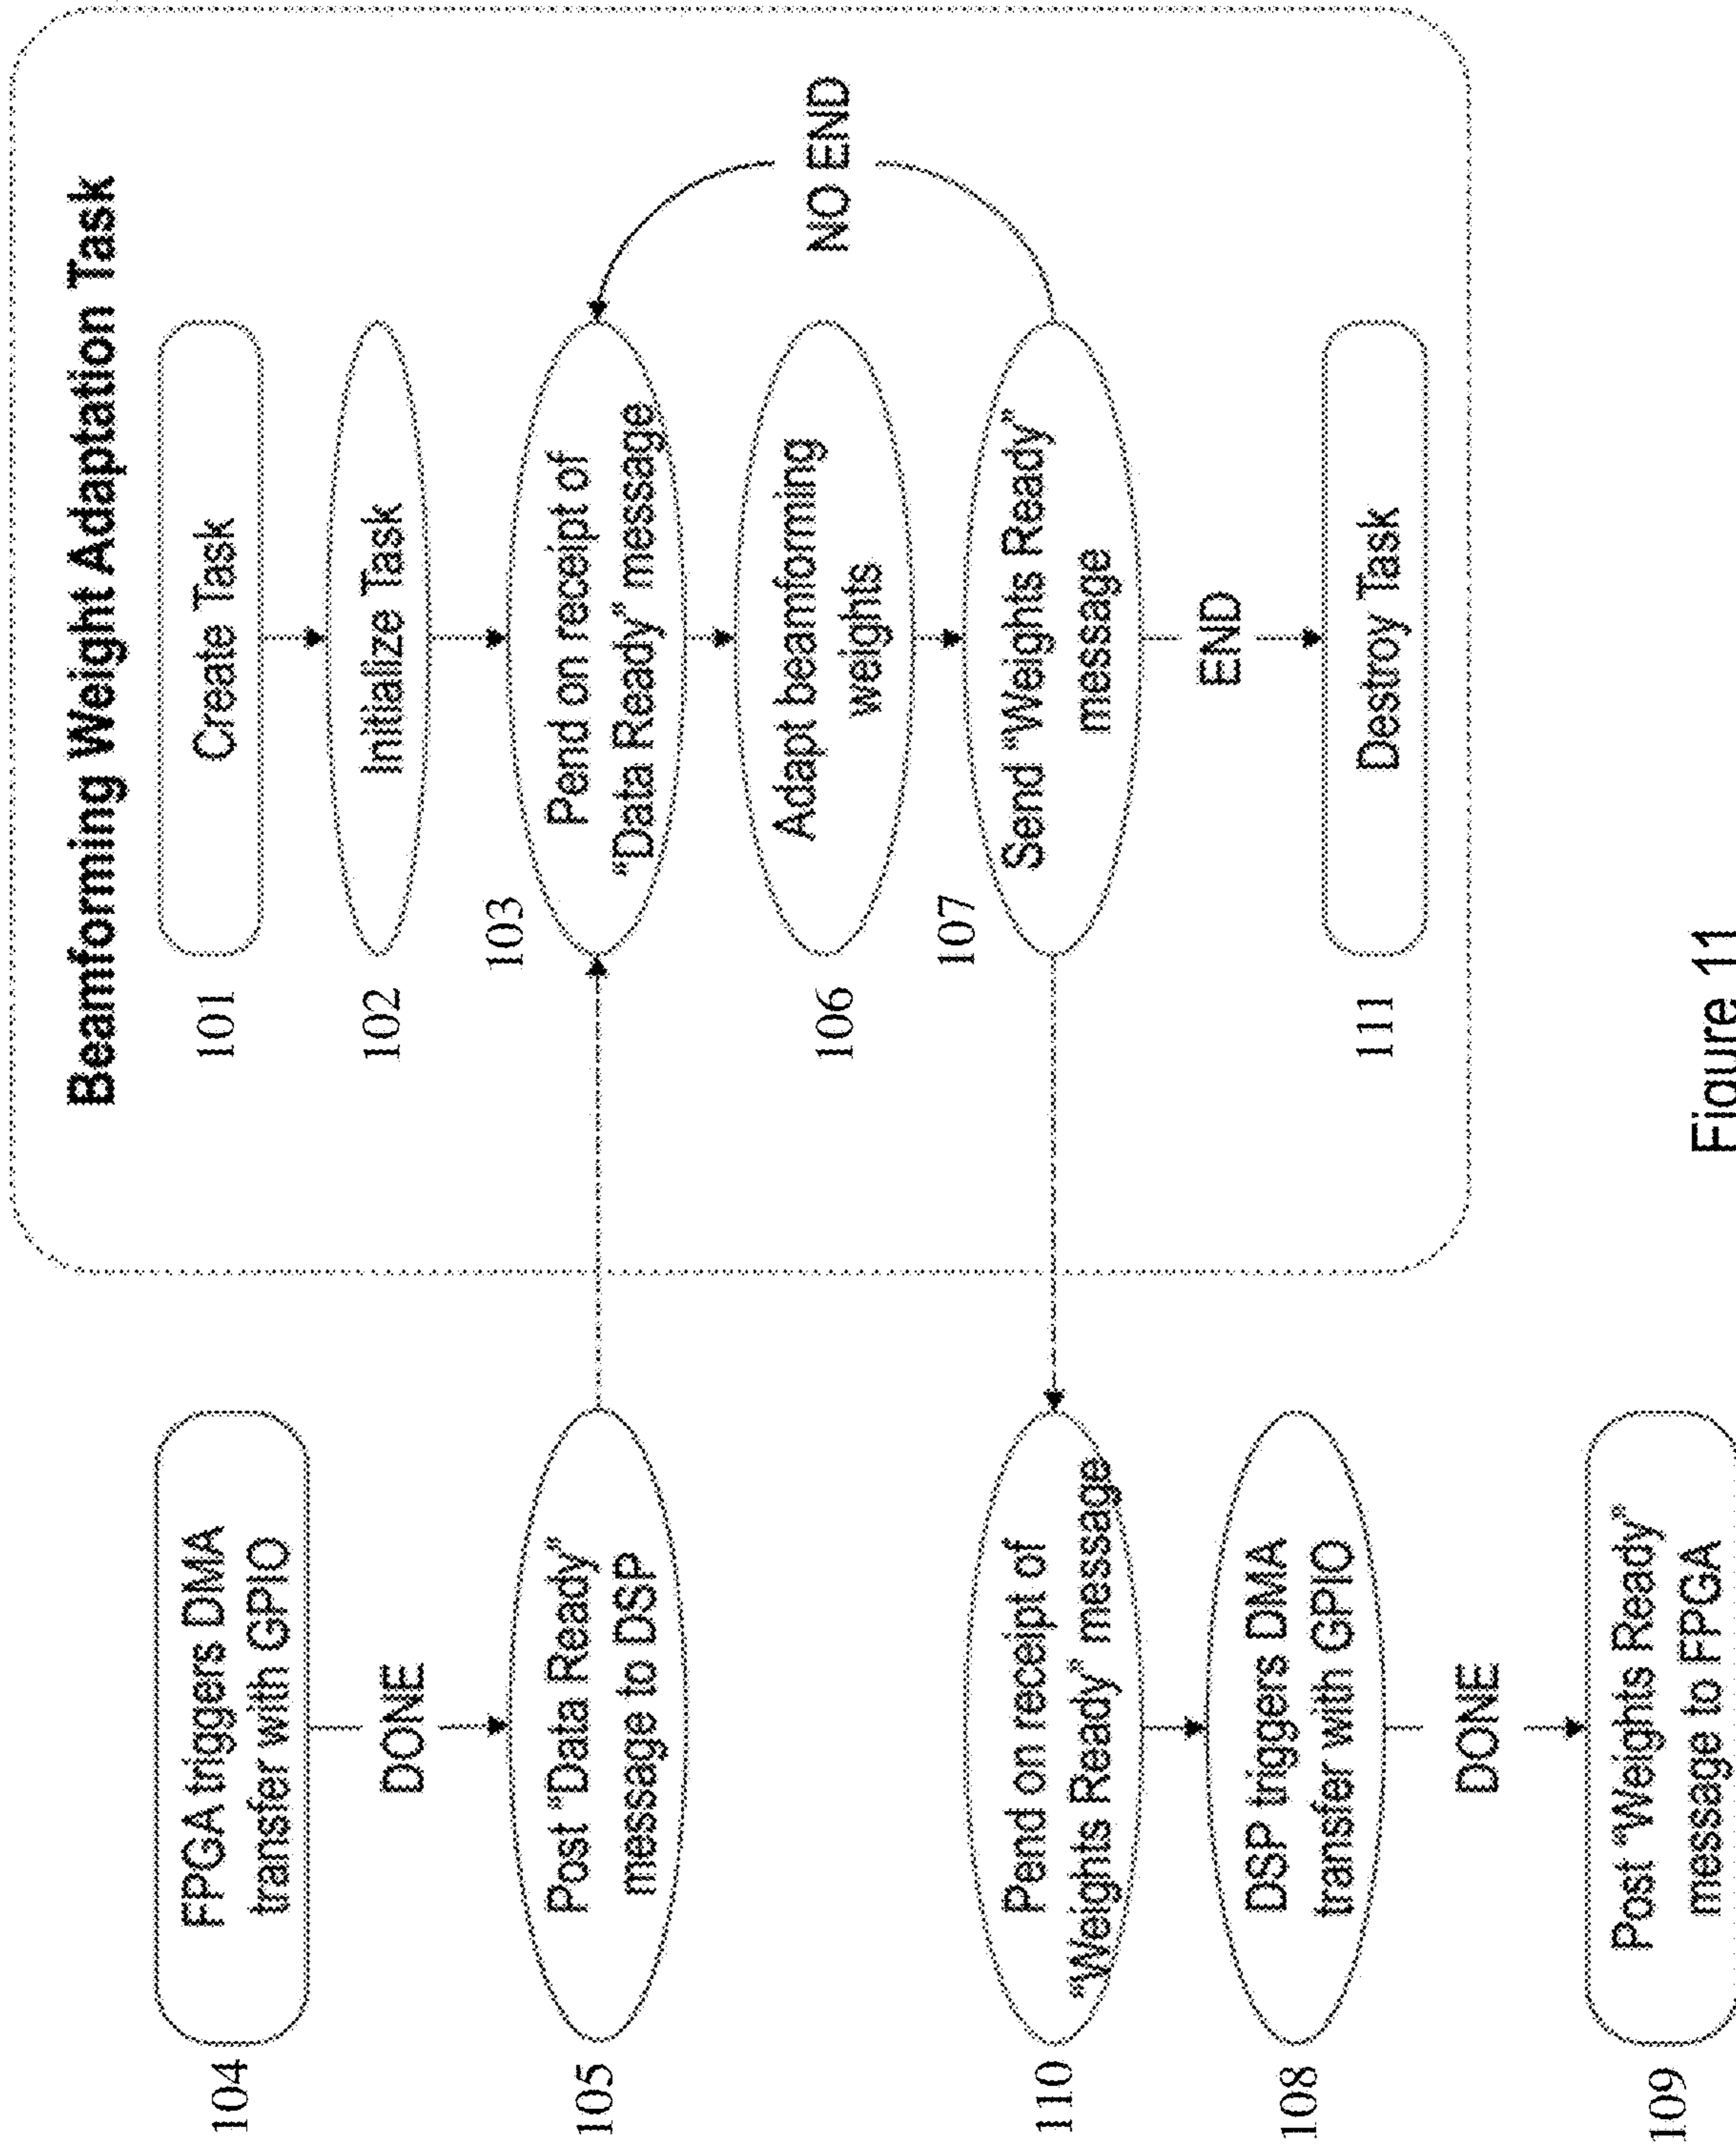 Beamforming Weight Adaptation Task
104
FPGA triggers DMA
transfer with GPIO
DONE
105
Post "Data Ready"
message to DSP
110
Pend on receipt of
"Weights Ready" message
108
DSP triggers DMA
transfer with GPIO
DONE
109
Post "Weights Ready"
message to FPGA
101
Create Task
102
Initialize Task
103
Pend on receipt of
"Data Ready" message
106
Adapt beamforming
weights
107
Send "Weights Ready"
message
NO END
END
111
Destroy Task
Figure 11